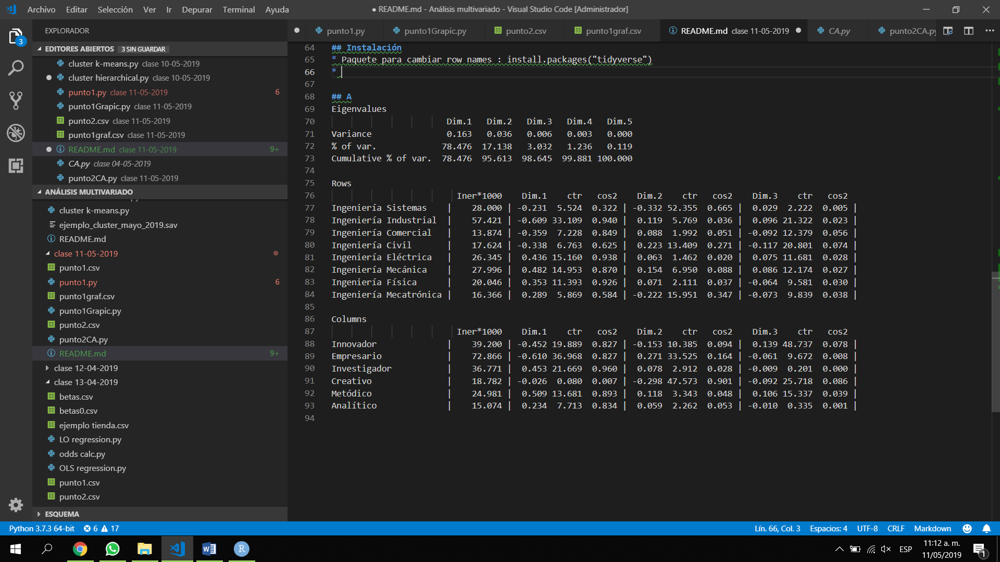 Archivo Editar Selección Ver Ir Depurar Terminal Ayuda
● README.md - Análisis multivariado - Visual Studio Code [Administrador]
3
EXPLORADOR
EDITORES ABIERTOS 3 SIN GUARDAR
cluster k-means.py clase 10-05-2019
cluster hierarchical.py clase 10-05-2019
punto1.py clase 11-05-2019 6
punto1Grapic.py clase 11-05-2019
punto2.csv clase 11-05-2019
punto1graf.csv clase 11-05-2019
README.md clase 11-05-2019 9+
CA.py clase 04-05-2019
punto2CA.py clase 11-05-2019
ANÁLISIS MULTIVARIADO
cluster k-means.py
ejemplo_cluster_mayo_2019.sav
README.md
clase 11-05-2019
punto1.csv
punto1.py 6
punto1graf.csv
punto1Grapic.py
punto2.csv
punto2CA.py
README.md 9+
clase 12-04-2019
clase 13-04-2019
betas.csv
betas0.csv
ejemplo tienda.csv
LO regression.py
odds calc.py
OLS regression.py
punto1.csv
punto2.csv
ESQUEMA
punto1.py punto1Grapic.py punto2.csv punto1graf.csv README.md clase 11-05-2019 CA.py punto2CA.py
64 ## Instalación
65 * Paquete para cambiar row names : install.packages("tidyverse")
66 *
67
68 ## A
69 Eigenvalues
70 Dim.1 Dim.2 Dim.3 Dim.4 Dim.5
71 Variance 0.163 0.036 0.006 0.003 0.000
72 % of var. 78.476 17.138 3.032 1.236 0.119
73 Cumulative % of var. 78.476 95.613 98.645 99.881 100.000
74
75 Rows
76 Iner*1000 Dim.1 ctr cos2 Dim.2 ctr cos2 Dim.3 ctr cos2
77 Ingeniería Sistemas | 28.000 | -0.231 5.524 0.322 | -0.332 52.355 0.665 | 0.029 2.222 0.005 |
78 Ingeniería Industrial | 57.421 | -0.609 33.109 0.940 | 0.119 5.769 0.036 | 0.096 21.322 0.023 |
79 Ingeniería Comercial | 13.874 | -0.359 7.228 0.849 | 0.088 1.992 0.051 | -0.092 12.379 0.056 |
80 Ingeniería Civil | 17.624 | -0.338 6.763 0.625 | 0.223 13.409 0.271 | -0.117 20.801 0.074 |
81 Ingeniería Eléctrica | 26.345 | 0.436 15.160 0.938 | 0.063 1.462 0.020 | 0.075 11.681 0.028 |
82 Ingeniería Mecánica | 27.996 | 0.482 14.953 0.870 | 0.154 6.950 0.088 | 0.086 12.174 0.027 |
83 Ingeniería Física | 20.046 | 0.353 11.393 0.926 | 0.071 2.111 0.037 | -0.064 9.581 0.030 |
84 Ingeniería Mecatrónica | 16.366 | 0.289 5.869 0.584 | -0.222 15.951 0.347 | -0.073 9.839 0.038 |
85
86 Columns
87 Iner*1000 Dim.1 ctr cos2 Dim.2 ctr cos2 Dim.3 ctr cos2
88 Innovador | 39.200 | -0.452 19.889 0.827 | -0.153 10.385 0.094 | 0.139 48.737 0.078 |
89 Empresario | 72.866 | -0.610 36.968 0.827 | 0.271 33.525 0.164 | -0.061 9.672 0.008 |
90 Investigador | 36.771 | 0.453 21.669 0.960 | 0.078 2.912 0.028 | -0.009 0.201 0.000 |
91 Creativo | 18.782 | -0.026 0.080 0.007 | -0.298 47.573 0.901 | -0.092 25.718 0.086 |
92 Metódico | 24.981 | 0.509 13.681 0.893 | 0.118 3.343 0.048 | 0.106 15.337 0.039 |
93 Analítico | 15.074 | 0.234 7.713 0.834 | 0.059 2.262 0.053 | -0.010 0.335 0.001 |
94
Python 3.7.3 64-bit 6 17 Lín. 66, Col. 3 Espacios: 4 UTF-8 CRLF Markdown
ESP 11:12 a. m.
11/05/2019 1